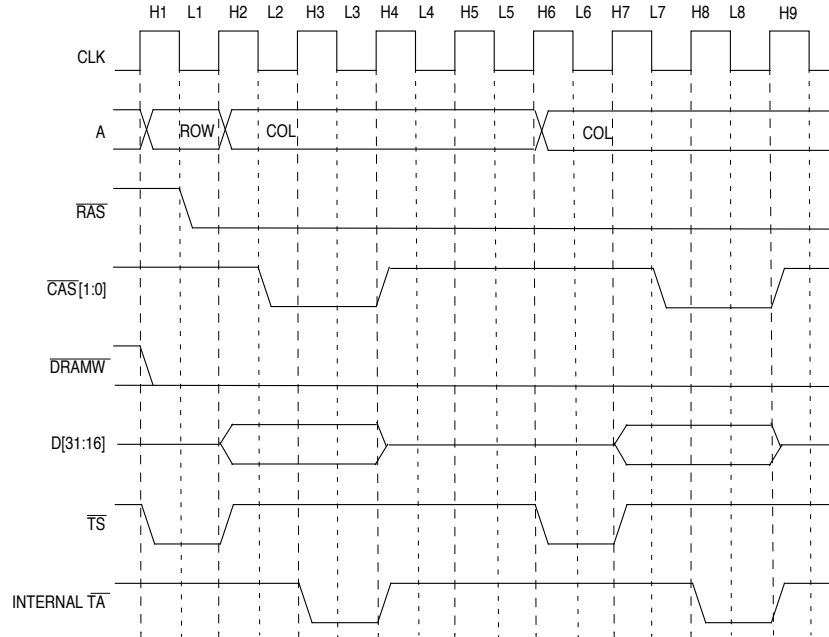 H1 L1 H2 L2 H3 L3 H4 L4 H5 L5 H6 L6 H7 L7 H8 L8 H9
CLK
A ROW COL COL
RAS
CAS[1:0]
DRAMW
D[31:16]
TS
INTERNAL TA